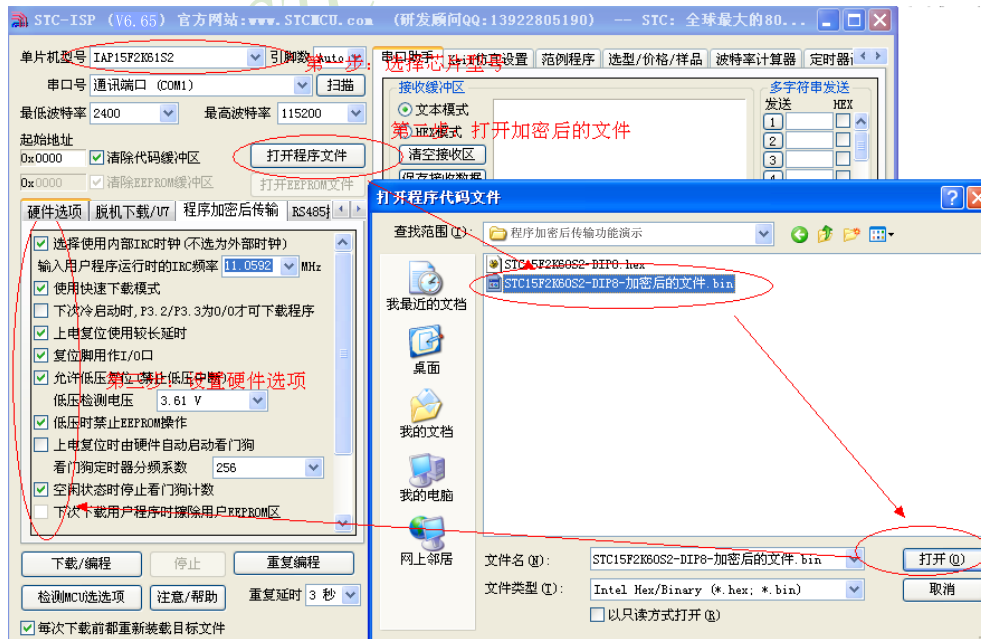 STC-ISP (V6.65) 官方网站:www.STCMCU.com (研发顾问QQ:13922805190) -- STC: 全球最大的80...
单片机型号 IAP15F2K61S2 引脚数 Auto
第一步: 选择芯片型号
串口号 通讯端口 (COM1) 扫描
最低波特率 2400 最高波特率 115200
起始地址
0x0000 清除代码缓冲区 打开程序文件
0x0000 清除EEPROM缓冲区 打开EEPROM文件
硬件选项 脱机下载/U7 程序加密后传输 RS485
选择使用内部IRC时钟(不选为外部时钟)
输入用户程序运行时的IRC频率 11.0592 MHz
使用快速下载模式
下次冷启动时,P3.2/P3.3为0/0才可下载程序
上电复位使用较长延时
复位脚用作I/O口
允许低压复位(禁止低压中断)
第三步: 设置硬件选项
低压检测电压 3.61 V
低压时禁止EEPROM操作
上电复位时由硬件自动启动看门狗
看门狗定时器分频系数 256
空闲状态时停止看门狗计数
下次下载用户程序时擦除用户EEPROM区
下载/编程 停止 重复编程
检测MCU选选项 注意/帮助 重复延时 3 秒
每次下载前都重新装载目标文件
串口助手 Keil仿真设置 范例程序 选型/价格/样品 波特率计算器 定时器
接收缓冲区 多字符串发送
文本模式 发送 HEX
HEX模式 1
第二步: 打开加密后的文件
2
清空接收区 3
保存接收数据 4
打开程序代码文件
查找范围(I): 程序加密后传输功能演示
STC15F2K60S2-DIP8.hex
STC15F2K60S2-DIP8-加密后的文件.bin
我最近的文档
桌面
我的文档
我的电脑
网上邻居
文件名(N): STC15F2K60S2-DIP8-加密后的文件.bin 打开(O)
文件类型(T): Intel Hex/Binary (*.hex; *.bin) 取消
以只读方式打开(R)